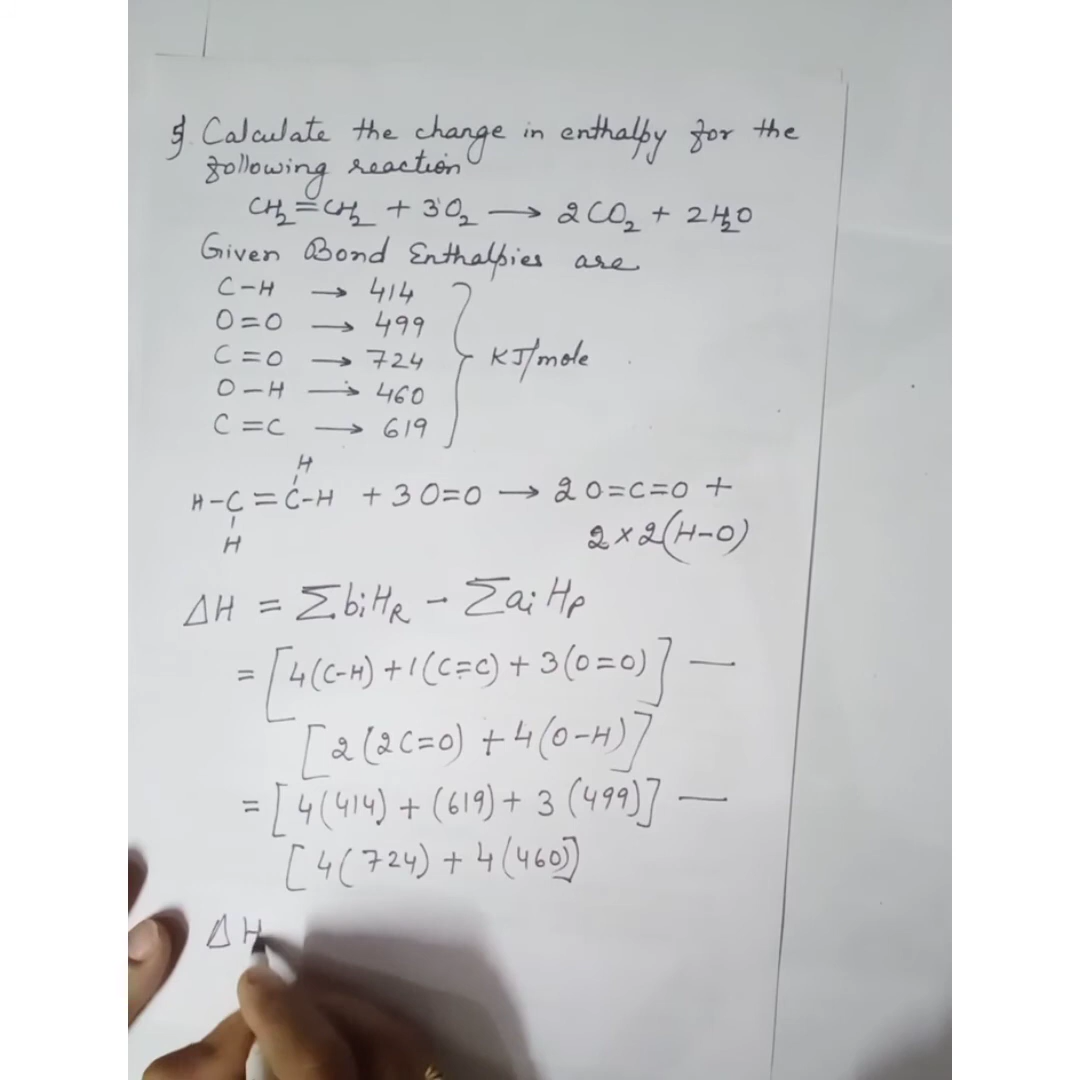 Q Calculate the change in enthalpy for the
following reaction
CH₂=CH₂ + 3O₂ → 2CO₂ + 2H₂O
Given Bond Enthalpies are
C-H → 414
O=O → 499
C=O → 724
O-H → 460
C=C → 619
} KJ/mole
H
H-C=C-H + 3O=O → 2O=C=O +
H
2×2(H-O)
ΔH = ΣbᵢH_R - ΣaᵢH_P
= [4(C-H)+1(C=C)+3(O=O)] —
[2(2C=O)+4(O-H)]
= [4(414)+(619)+3(499)] —
[4(724)+4(460)]
ΔH